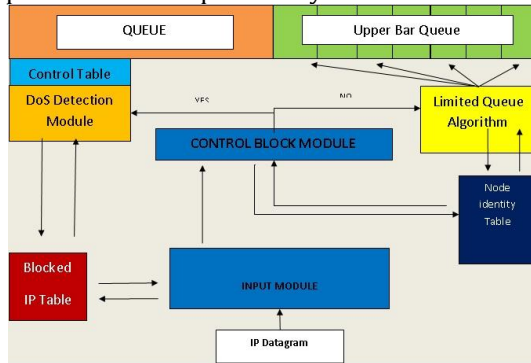 QUEUE
Upper Bar Queue
Control Table
DoS Detection
Module
YES
NO
Limited Queue
Algorithm
CONTROL BLOCK MODULE
Node
identity
Table
Blocked
IP Table
INPUT MODULE
IP Datagram